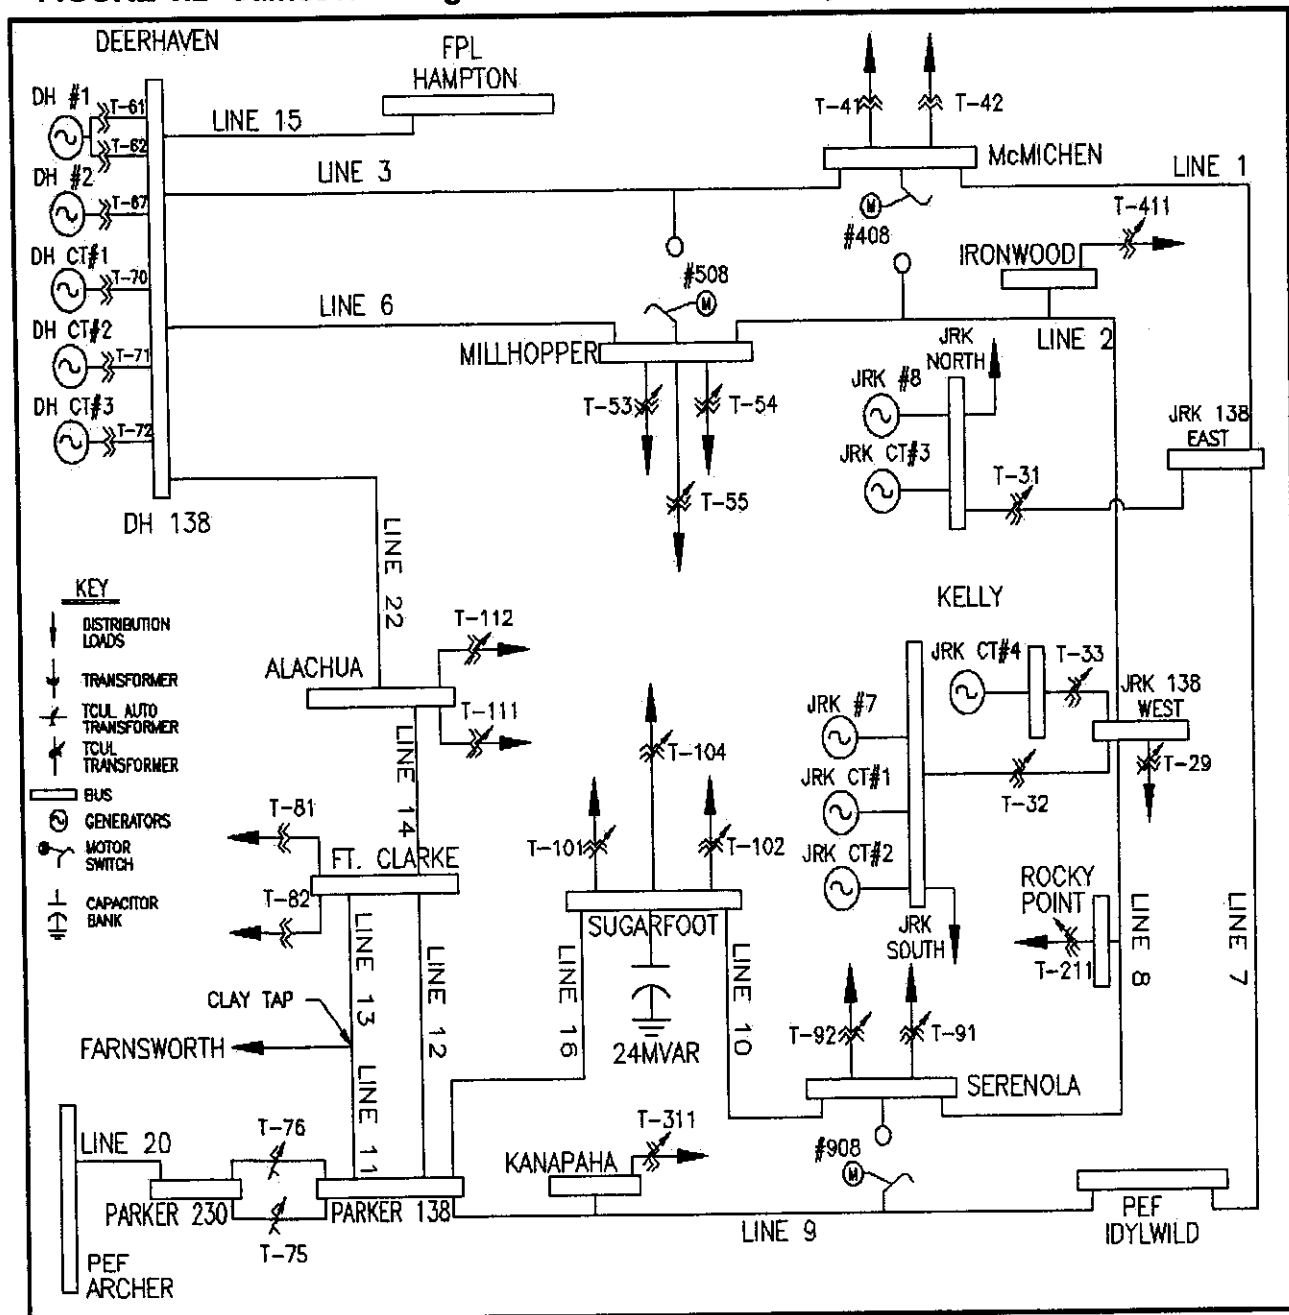 DEERHAVEN
FPL
HAMPTON
DH #1
T-61
T-62
LINE 15
DH #2
T-67
LINE 3
T-41
T-42
McMICHEN
LINE 1
#408
T-411
IRONWOOD
DH CT#1
T-70
#508
LINE 6
LINE 2
DH CT#2
T-71
MILLHOPPER
JRK
NORTH
JRK #8
T-53
T-54
DH CT#3
T-72
JRK 138
EAST
JRK CT#3
T-31
T-55
DH 138
LINE 22
KEY
DISTRIBUTION
LOADS
TRANSFORMER
TCUL AUTO
TRANSFORMER
TCUL
TRANSFORMER
BUS
GENERATORS
MOTOR
SWITCH
CAPACITOR
BANK
KELLY
T-112
ALACHUA
T-111
LINE 14
JRK CT#4
T-33
JRK 138
WEST
JRK #7
T-104
T-29
JRK CT#1
T-32
T-81
T-101
T-102
FT. CLARKE
JRK CT#2
T-82
SUGARFOOT
JRK
SOUTH
ROCKY
POINT
T-211
LINE 8
LINE 7
LINE 13
LINE 12
LINE 16
LINE 10
CLAY TAP
FARNSWORTH
24MVAR
T-92
T-91
SERENOLA
LINE 11
LINE 20
T-76
T-311
KANAPAHA
#908
PARKER 230
PARKER 138
T-75
LINE 9
PEF
IDYLWILD
PEF
ARCHER